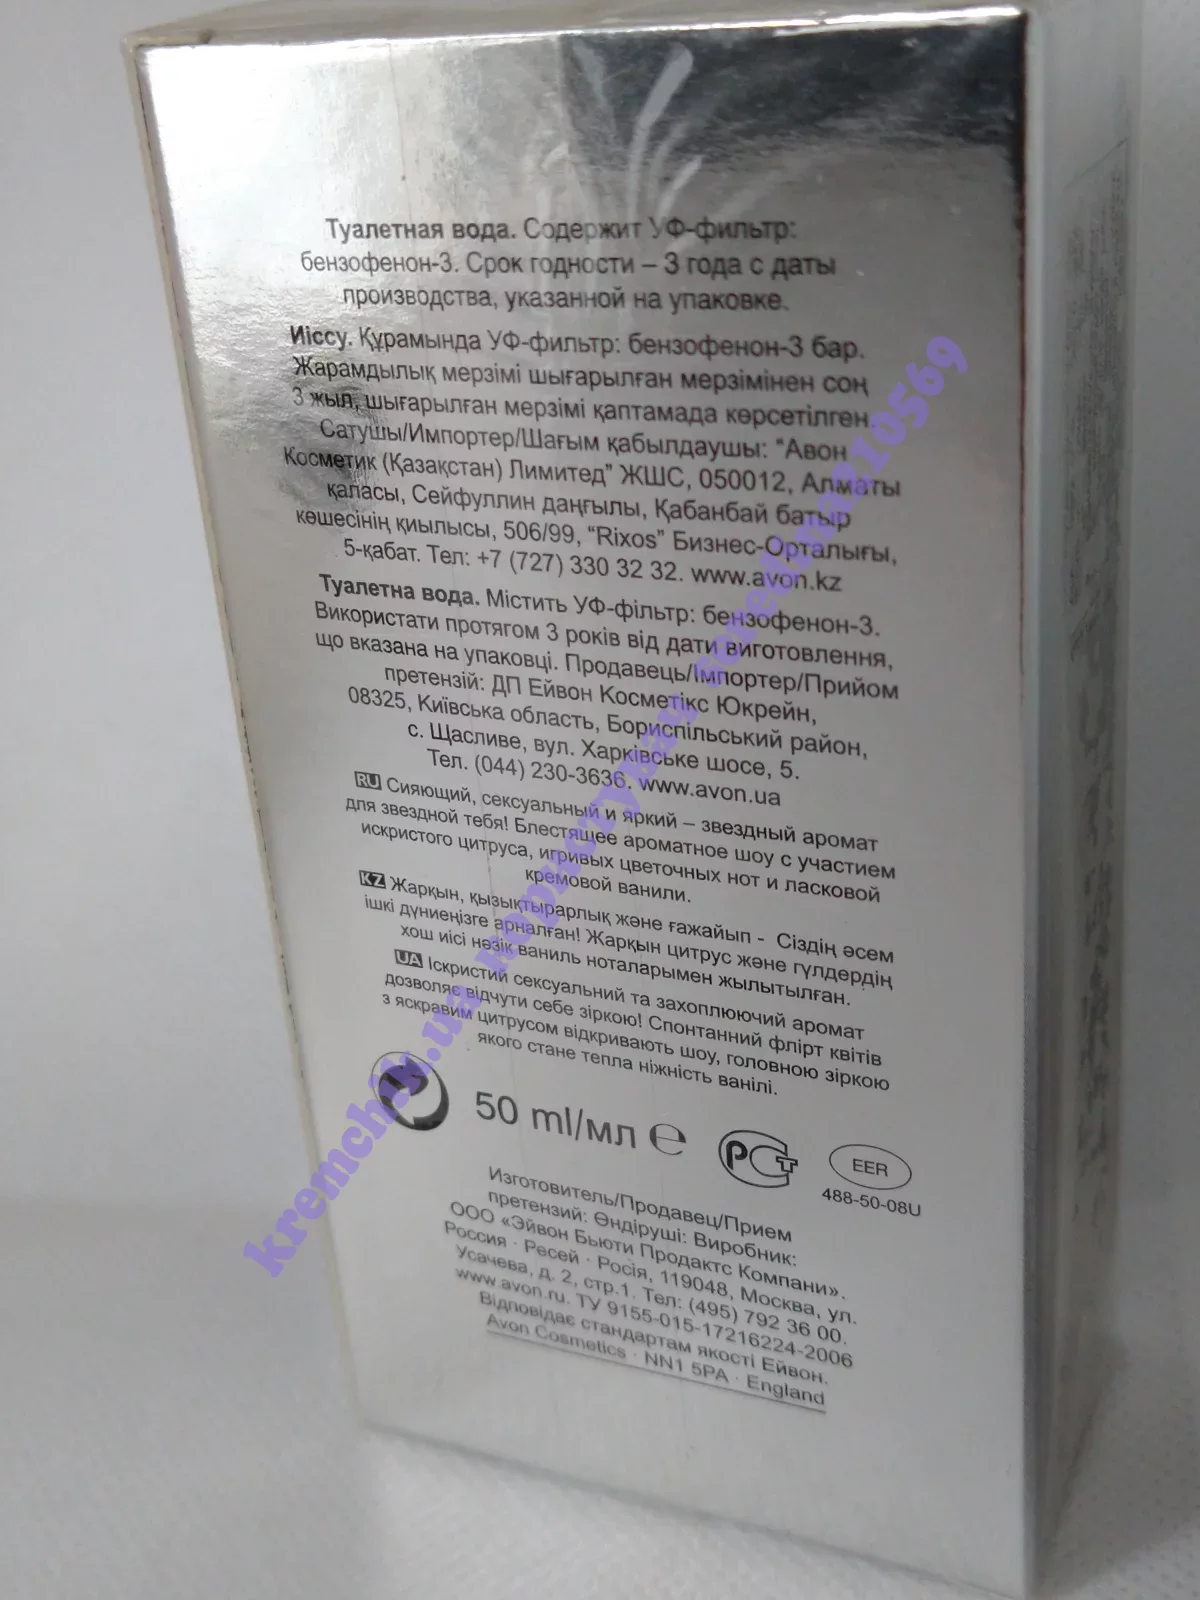 Туалетная вода. Содержит УФ-фильтр:
бензофенон-3. Срок годности – 3 года с даты
производства, указанной на упаковке.
Иіссу. Құрамында УФ-фильтр: бензофенон-3 бар.
Жарамдылық мерзімі шығарылған мерзімінен соң
3 жыл, шығарылған мерзімі қаптамада көрсетілген.
Сатушы/Импортер/Шағым қабылдаушы: "Авон
Косметик (Қазақстан) Лимитед" ЖШС, 050012, Алматы
қаласы, Сейфуллин даңғылы, Қабанбай батыр
көшесінің қиылысы, 506/99, "Rixos" Бизнес-Орталығы,
5-қабат. Тел: +7 (727) 330 32 32. www.avon.kz
Туалетна вода. Містить УФ-фільтр: бензофенон-3.
Використати протягом 3 років від дати виготовлення,
що вказана на упаковці. Продавець/Імпортер/Прийом
претензій: ДП Ейвон Косметікс Юкрейн,
08325, Київська область, Бориспільський район,
с. Щасливе, вул. Харківське шосе, 5.
Тел. (044) 230-3636. www.avon.ua
RU Сияющий, сексуальный и яркий – звездный аромат
для звездной тебя! Блестящее ароматное шоу с участием
искристого цитруса, игривых цветочных нот и ласковой
кремовой ванили.
KZ Жарқын, қызықтырарлық және ғажайып - Сіздің әсем
ішкі дүниеңізге арналған! Жарқын цитрус және гүлдердің
хош иісі нәзік ваниль ноталарымен жылытылған.
UA Іскристий сексуальний та захоплюючий аромат
дозволяє відчути себе зіркою! Спонтанний флірт квітів
з яскравим цитрусом відкривають шоу, головною зіркою
якого стане тепла ніжність ванілі.
50 ml/мл ℮
РСТ
EER
488-50-08U
Изготовитель/Продавец/Прием
претензий: Өндіруші: Виробник:
ООО «Эйвон Бьюти Продактс Компани».
Россия · Ресей · Росія, 119048, Москва, ул.
Усачева, д. 2, стр.1. Тел: (495) 792 36 00.
www.avon.ru. ТУ 9155-015-17216224-2006
Відповідає стандартам якості Ейвон.
Avon Cosmetics · NN1 5PA · England
kremchik.ua користувач